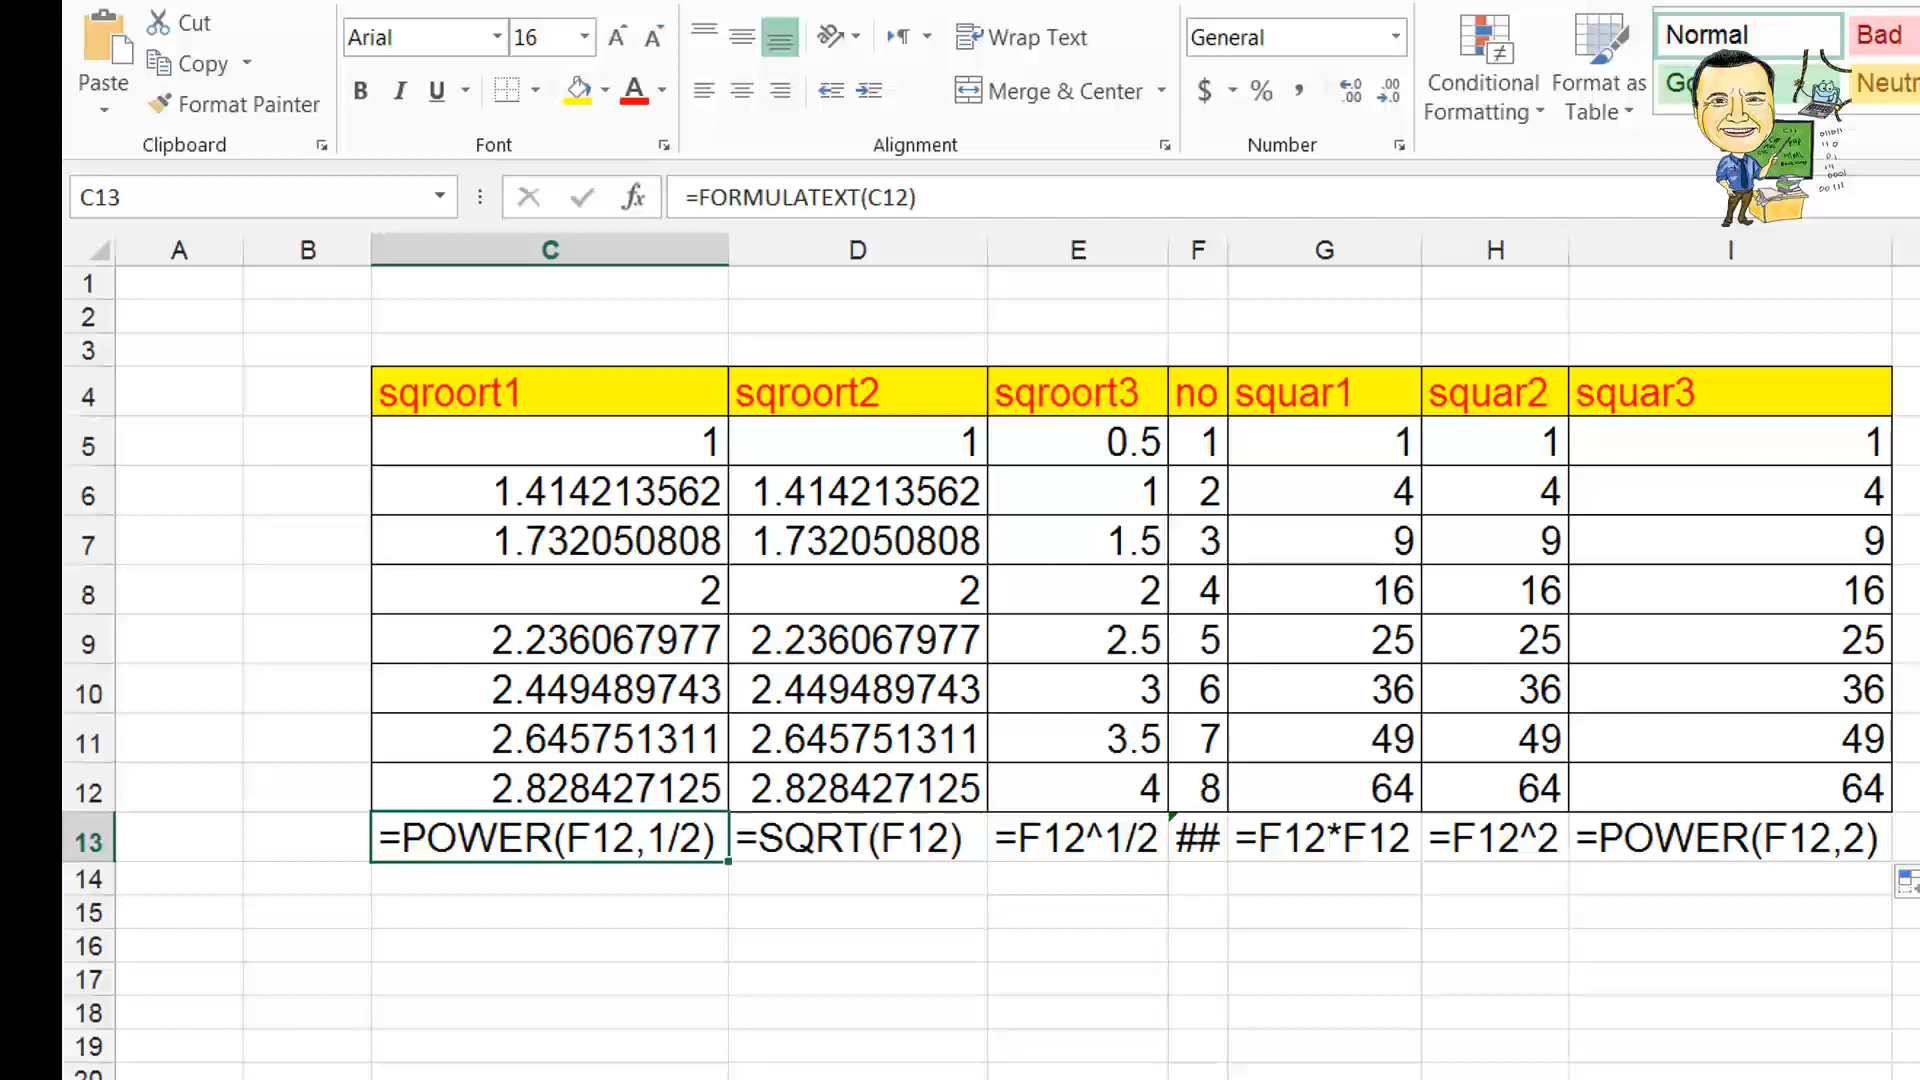 Cut
Copy
Format Painter
Paste
Clipboard
Arial
16
B I U
A
Font
Wrap Text
Merge & Center
Alignment
General
$ % ,
Number
Conditional
Formatting
Format as
Table
Normal
Bad
C13
fx
=FORMULATEXT(C12)
A B C D E F G H I
1
2
3
4 sqroort1 sqroort2 sqroort3 no squar1 squar2 squar3
5 1 1 0.5 1 1 1 1
6 1.414213562 1.414213562 1 2 4 4 4
7 1.732050808 1.732050808 1.5 3 9 9 9
8 2 2 2 4 16 16 16
9 2.236067977 2.236067977 2.5 5 25 25 25
10 2.449489743 2.449489743 3 6 36 36 36
11 2.645751311 2.645751311 3.5 7 49 49 49
12 2.828427125 2.828427125 4 8 64 64 64
13 =POWER(F12,1/2) =SQRT(F12) =F12^1/2 ## =F12*F12 =F12^2 =POWER(F12,2)
14
15
16
17
18
19